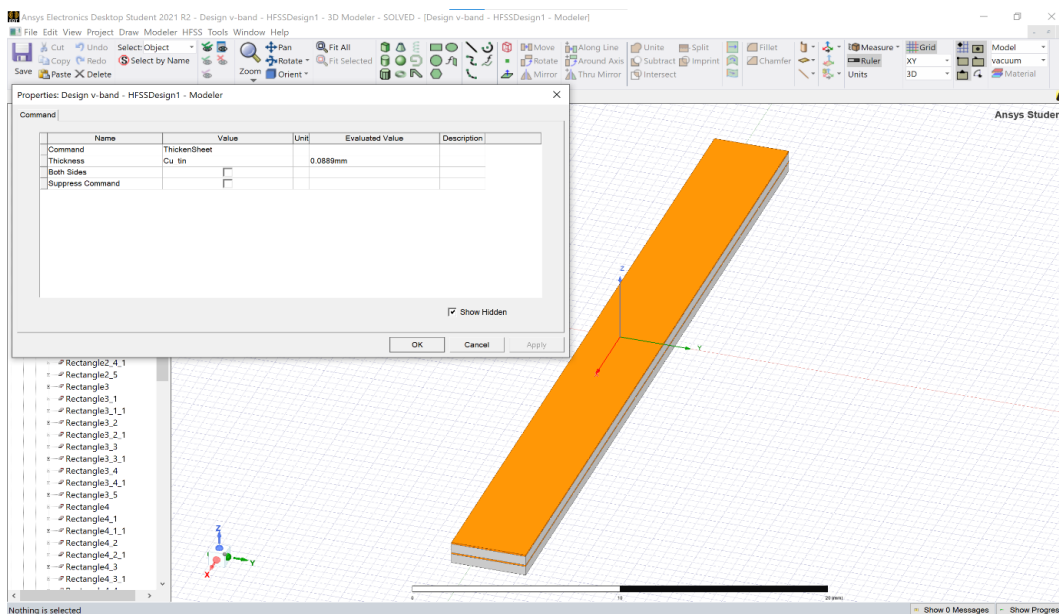 Ansys Electronics Desktop Student 2021 R2 - Design v-band - HFSSDesign1 - 3D Modeler - SOLVED - [Design v-band - HFSSDesign1 - Modeler]
File Edit View Project Draw Modeler HFSS Tools Window Help
Save
Cut Undo Select:Object
Copy Redo Select by Name
Paste Delete
Zoom
Pan
Rotate
Orient
Fit All
Fit Selected
Move Along Line Unite Split Fillet
Rotate Around Axis Subtract Imprint Chamfer
Mirror Thru Mirror Intersect
Measure Grid
Ruler XY
Units 3D
Model
vacuum
Material
Properties: Design v-band - HFSSDesign1 - Modeler
Command
Name Value Unit Evaluated Value Description
Command ThickenSheet
Thickness Cu tin 0.0889mm
Both Sides
Suppress Command
Show Hidden
OK Cancel Apply
Ansys Studen
Z
Y
Rectangle2_4_1
Rectangle2_5
Rectangle3
Rectangle3_1
Rectangle3_1_1
Rectangle3_2
Rectangle3_2_1
Rectangle3_3
Rectangle3_3_1
Rectangle3_4
Rectangle3_4_1
Rectangle3_5
Rectangle4
Rectangle4_1
Rectangle4_1_1
Rectangle4_2
Rectangle4_2_1
Rectangle4_3
Rectangle4_3_1
Z
Y
X
0 10 20 (mm)
Nothing is selected
Show 0 Messages Show Progres